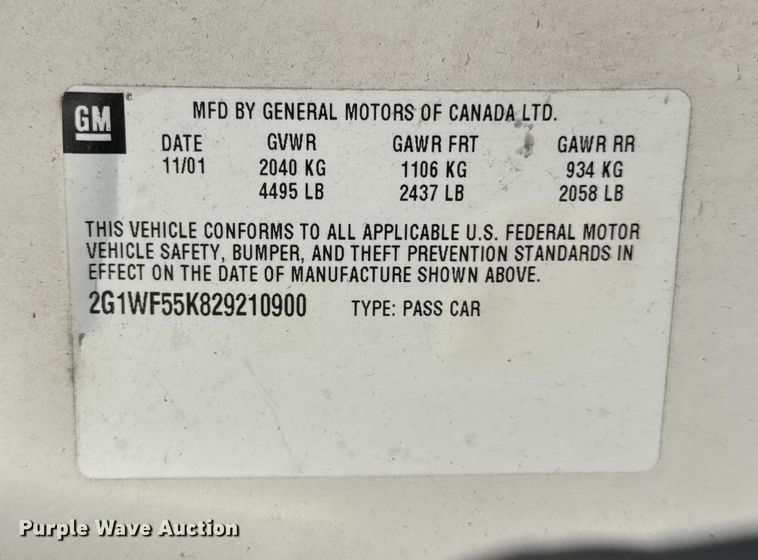 GM
MFD BY GENERAL MOTORS OF CANADA LTD.
DATE GVWR GAWR FRT GAWR RR
11/01 2040 KG 1106 KG 934 KG
4495 LB 2437 LB 2058 LB
THIS VEHICLE CONFORMS TO ALL APPLICABLE U.S. FEDERAL MOTOR
VEHICLE SAFETY, BUMPER, AND THEFT PREVENTION STANDARDS IN
EFFECT ON THE DATE OF MANUFACTURE SHOWN ABOVE.
2G1WF55K829210900 TYPE: PASS CAR
Purple Wave Auction